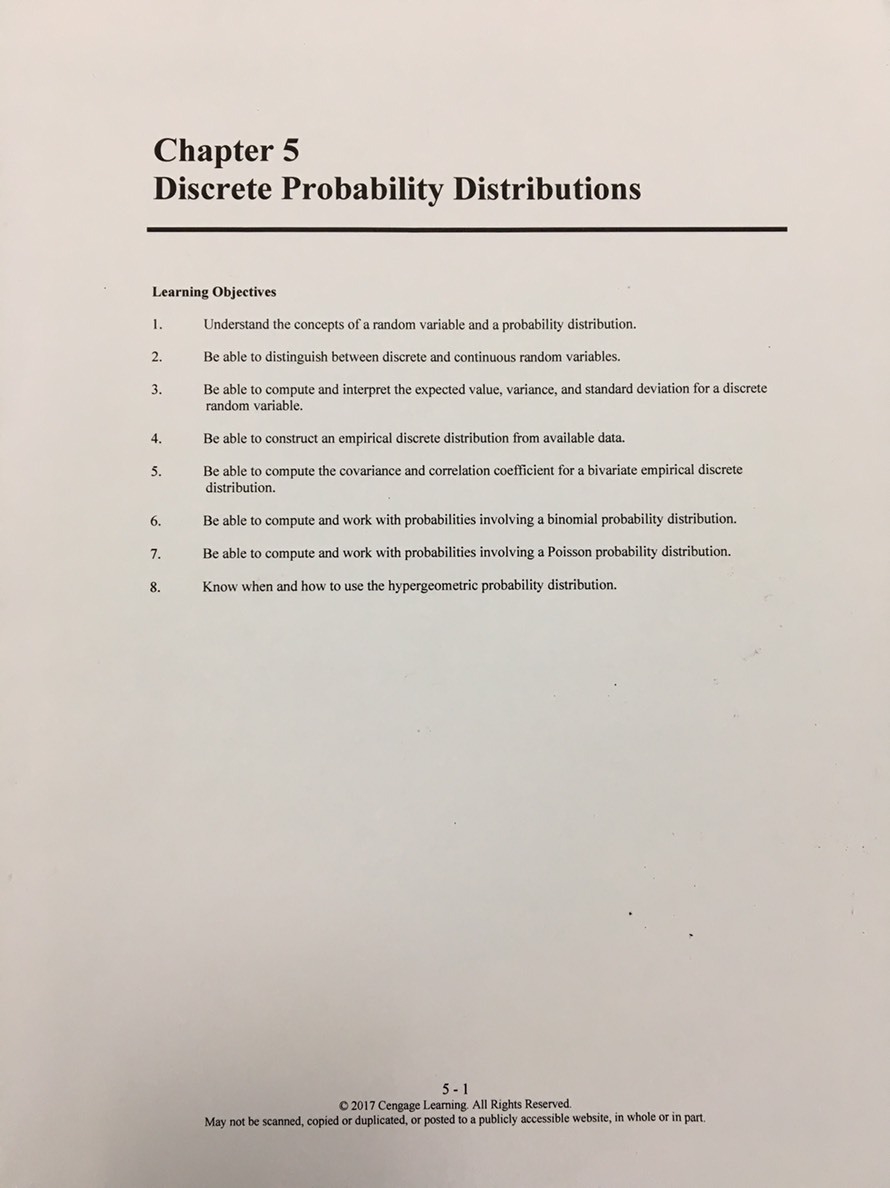 Chapter 5
Discrete Probability Distributions
Learning Objectives
1. Understand the concepts of a random variable and a probability distribution.
2. Be able to distinguish between discrete and continuous random variables.
3. Be able to compute and interpret the expected value, variance, and standard deviation for a discrete
random variable.
4. Be able to construct an empirical discrete distribution from available data.
5. Be able to compute the covariance and correlation coefficient for a bivariate empirical discrete
distribution.
6. Be able to compute and work with probabilities involving a binomial probability distribution.
7. Be able to compute and work with probabilities involving a Poisson probability distribution.
8. Know when and how to use the hypergeometric probability distribution.
5 - 1
© 2017 Cengage Learning. All Rights Reserved.
May not be scanned, copied or duplicated, or posted to a publicly accessible website, in whole or in part.